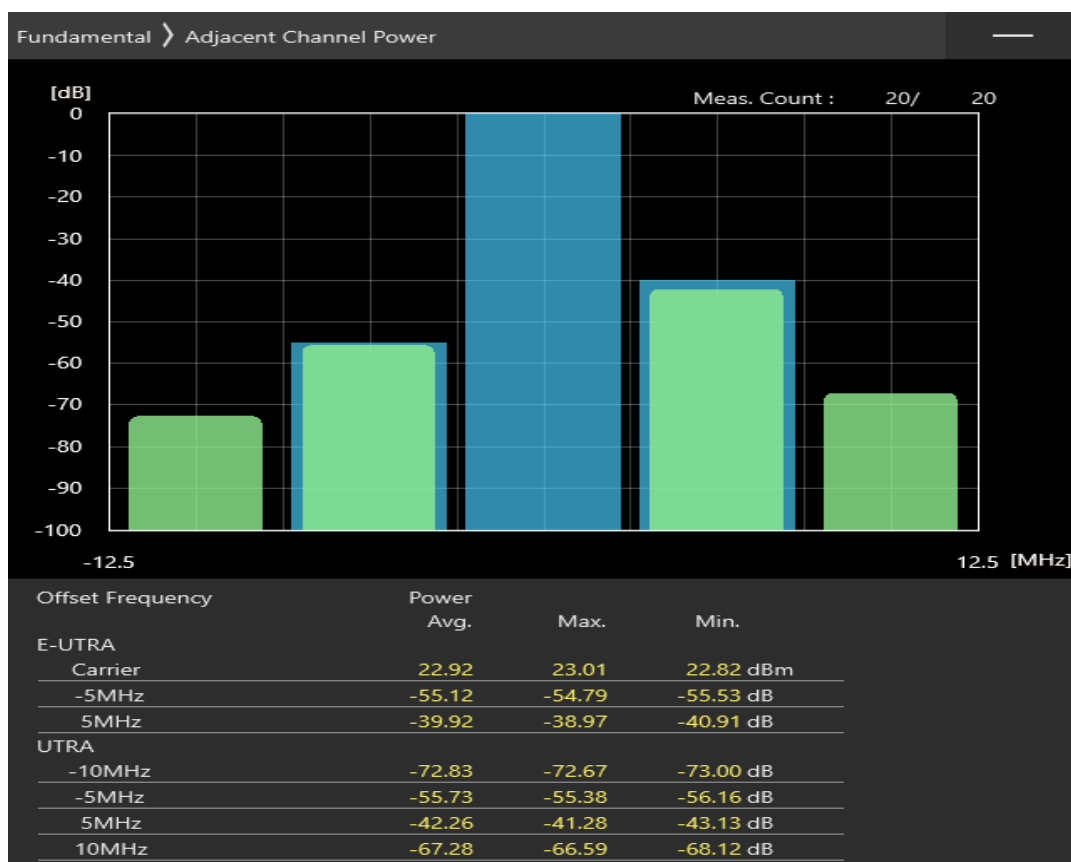 Fundamental ❯ Adjacent Channel Power
[dB]
Meas. Count : 20/ 20
0
-10
-20
-30
-40
-50
-60
-70
-80
-90
-100
-12.5 12.5 [MHz]
Offset Frequency Power
Avg. Max. Min.
E-UTRA
Carrier 22.92 23.01 22.82 dBm
-5MHz -55.12 -54.79 -55.53 dB
5MHz -39.92 -38.97 -40.91 dB
UTRA
-10MHz -72.83 -72.67 -73.00 dB
-5MHz -55.73 -55.38 -56.16 dB
5MHz -42.26 -41.28 -43.13 dB
10MHz -67.28 -66.59 -68.12 dB